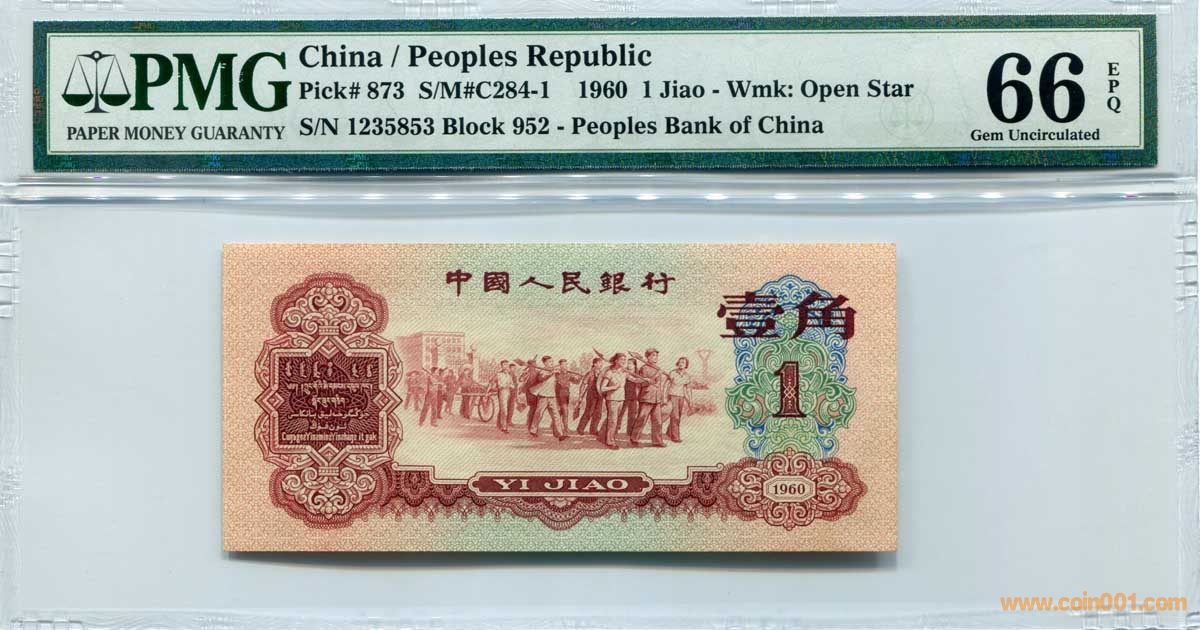 PMG
PAPER MONEY GUARANTY
China / Peoples Republic
Pick# 873 S/M#C284-1 1960 1 Jiao - Wmk: Open Star
S/N 1235853 Block 952 - Peoples Bank of China
66
EPQ
Gem Uncirculated
中國人民銀行
壹角
1
YI JIAO
1960
www.coin001.com